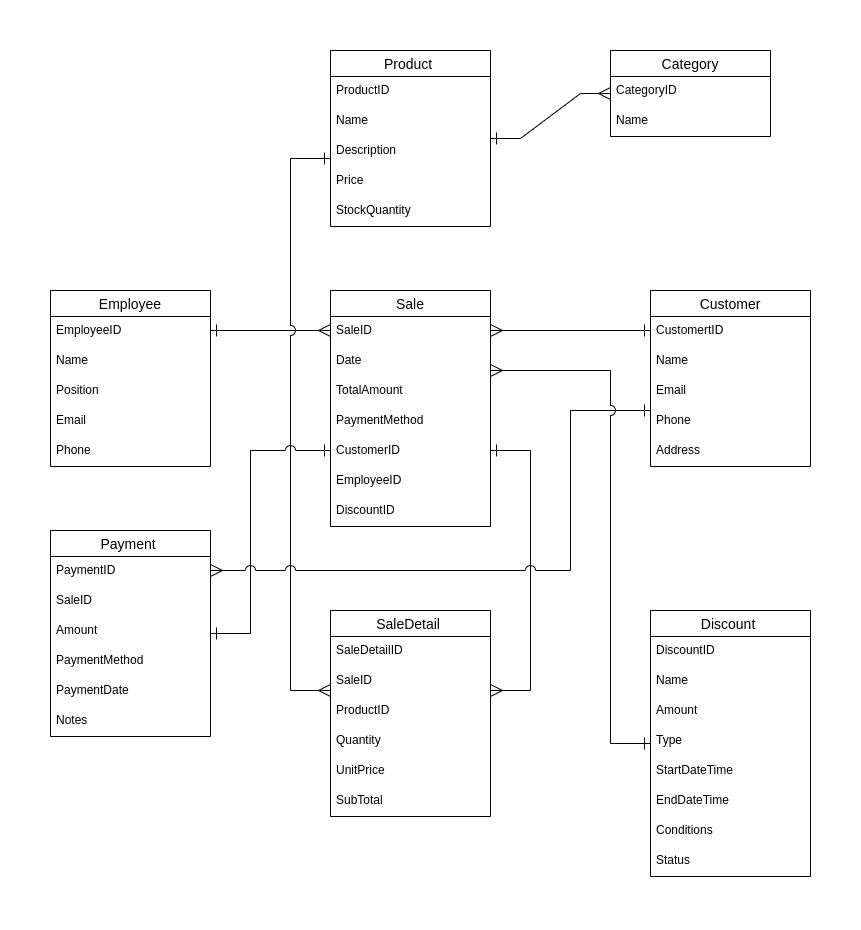 Product
ProductID
Name
Description
Price
StockQuantity
Category
CategoryID
Name
Employee
EmployeeID
Name
Position
Email
Phone
Sale
SaleID
Date
TotalAmount
PaymentMethod
CustomerID
EmployeeID
DiscountID
Customer
CustomertID
Name
Email
Phone
Address
Payment
PaymentID
SaleID
Amount
PaymentMethod
PaymentDate
Notes
SaleDetail
SaleDetailID
SaleID
ProductID
Quantity
UnitPrice
SubTotal
Discount
DiscountID
Name
Amount
Type
StartDateTime
EndDateTime
Conditions
Status